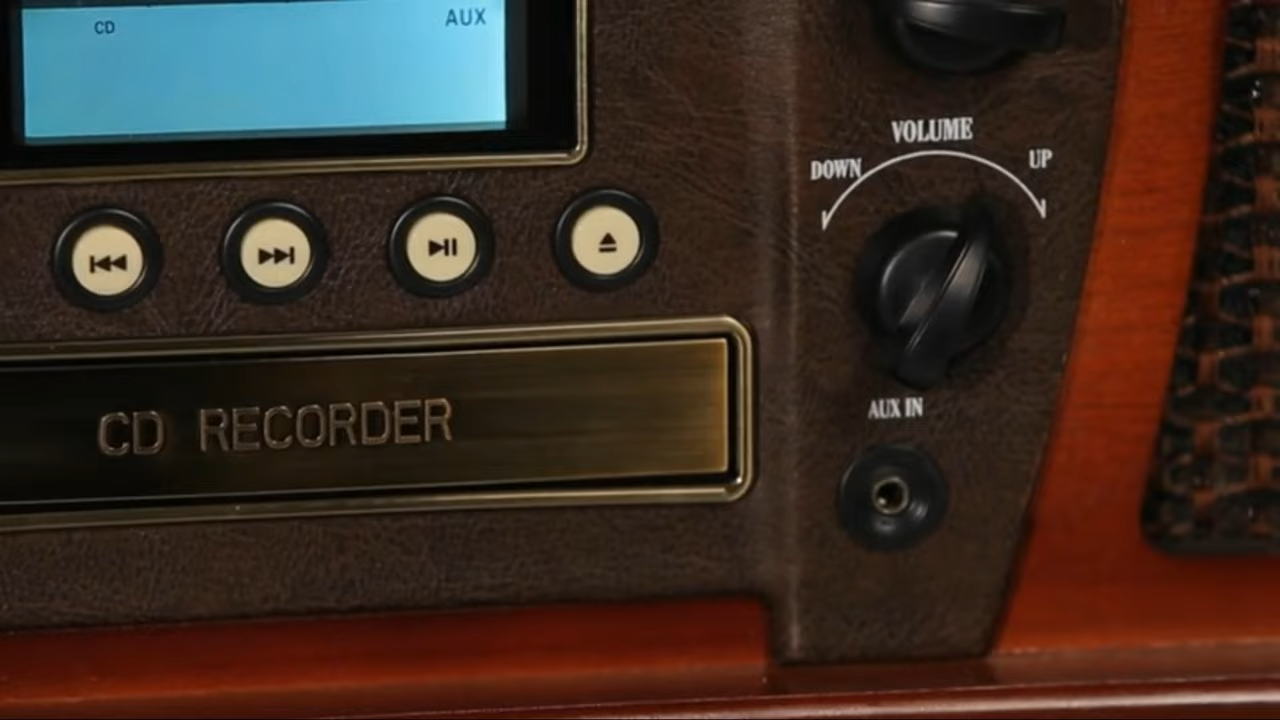 CD AUX
VOLUME
DOWN UP
CD RECORDER
AUX IN